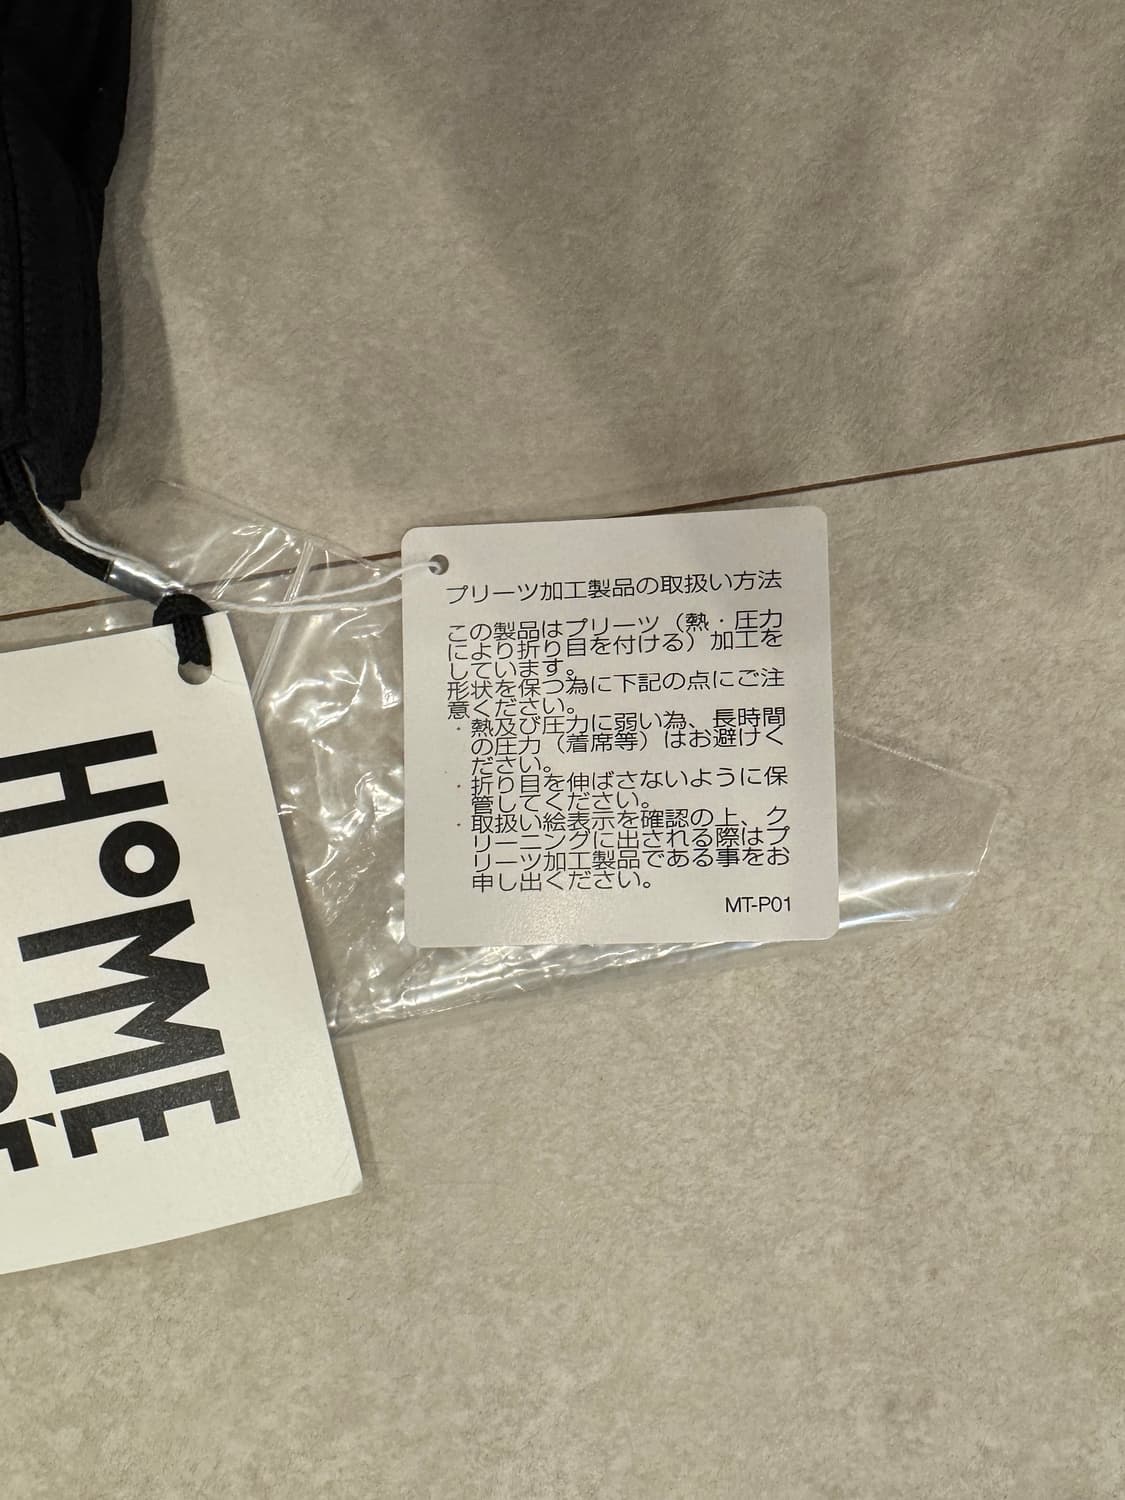 プリーツ加工製品の取扱い方法
この製品はプリーツ（熱・圧力
により折り目を付ける）加工を
しています。
形状を保つ為に下記の点にご注
意ください。
・熱及び圧力に弱い為、長時間
の圧力（着席等）はお避けく
ださい。
・折り目を伸ばさないように保
管してください。
・取扱い絵表示を確認の上、ク
リーニングに出される際はプ
リーツ加工製品である事をお
申し出ください。
MT-P01
HOMME